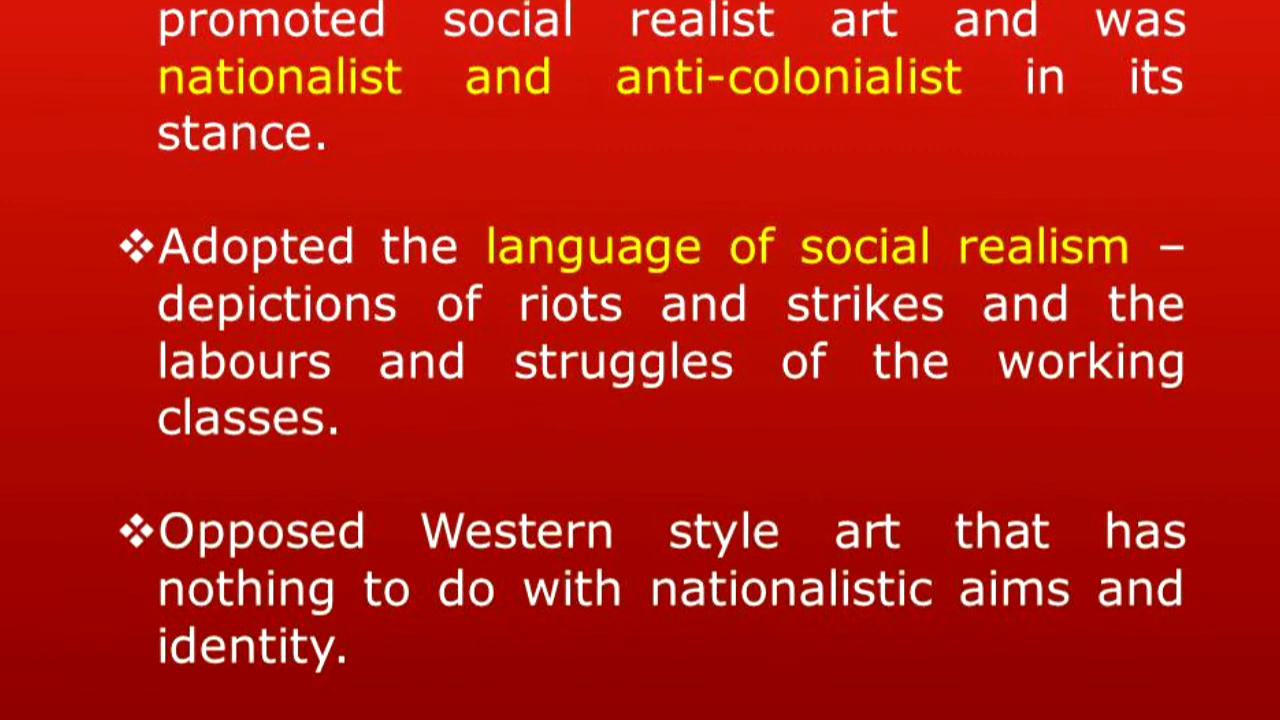 promoted social realist art and was
nationalist and anti-colonialist in its
stance.
❖Adopted the language of social realism –
depictions of riots and strikes and the
labours and struggles of the working
classes.
❖Opposed Western style art that has
nothing to do with nationalistic aims and
identity.